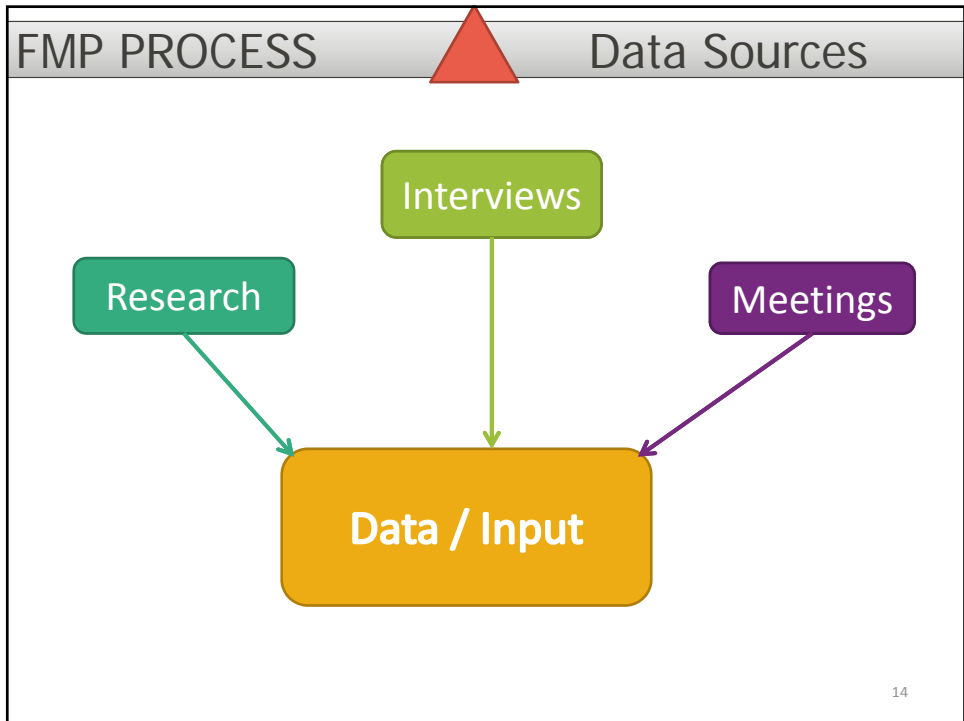 FMP PROCESS Data Sources
Interviews
Research
Meetings
Data / Input
14